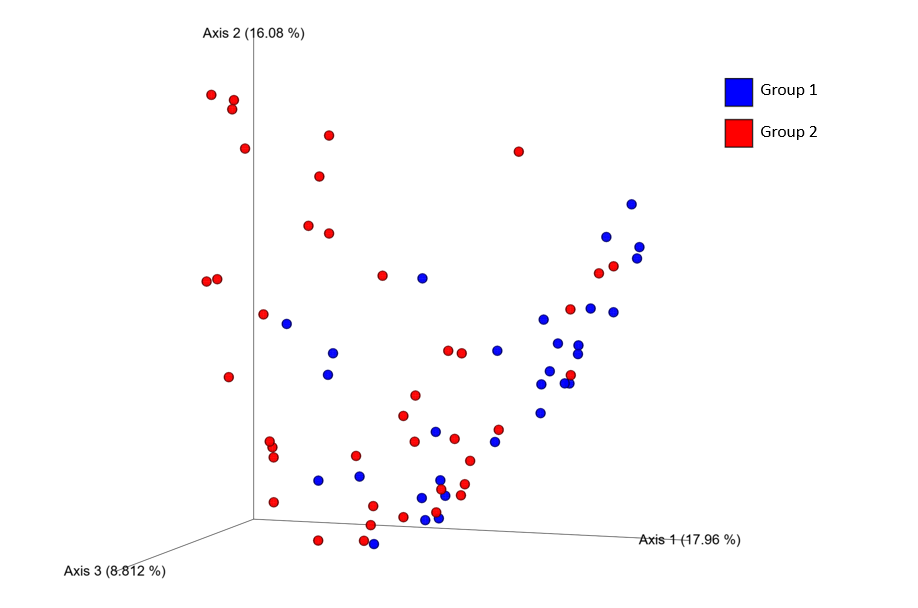 Axis 2 (16.08 %)
Group 1
Group 2
Axis 1 (17.96 %)
Axis 3 (8.812 %)